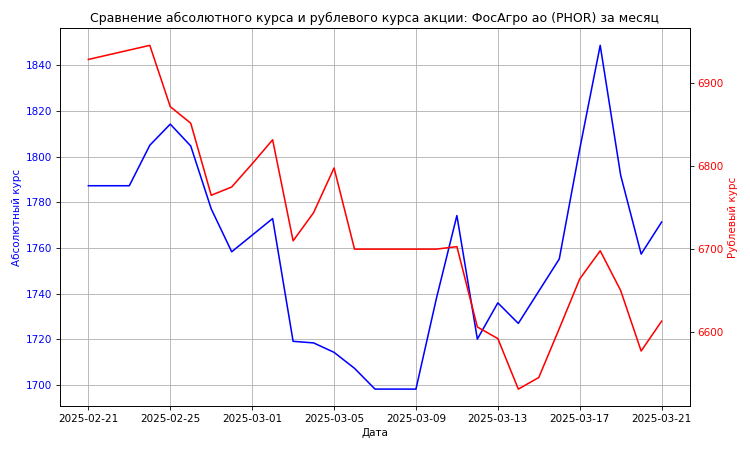 Сравнение абсолютного курса и рублевого курса акции: ФосАгро ао (PHOR) за месяц
1840
1820
1800
1780
1760
1740
1720
1700
Абсолютный курс
6900
6800
6700
6600
Рублевый курс
2025-02-21 2025-02-25 2025-03-01 2025-03-05 2025-03-09 2025-03-13 2025-03-17 2025-03-21
Дата